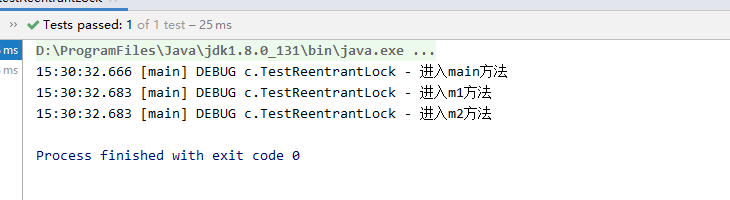 Tests passed: 1 of 1 test – 25 ms
ms D:\ProgramFiles\Java\jdk1.8.0_131\bin\java.exe ...
ms 15:30:32.666 [main] DEBUG c.TestReentrantLock - 进入main方法
15:30:32.683 [main] DEBUG c.TestReentrantLock - 进入m1方法
15:30:32.683 [main] DEBUG c.TestReentrantLock - 进入m2方法
Process finished with exit code 0